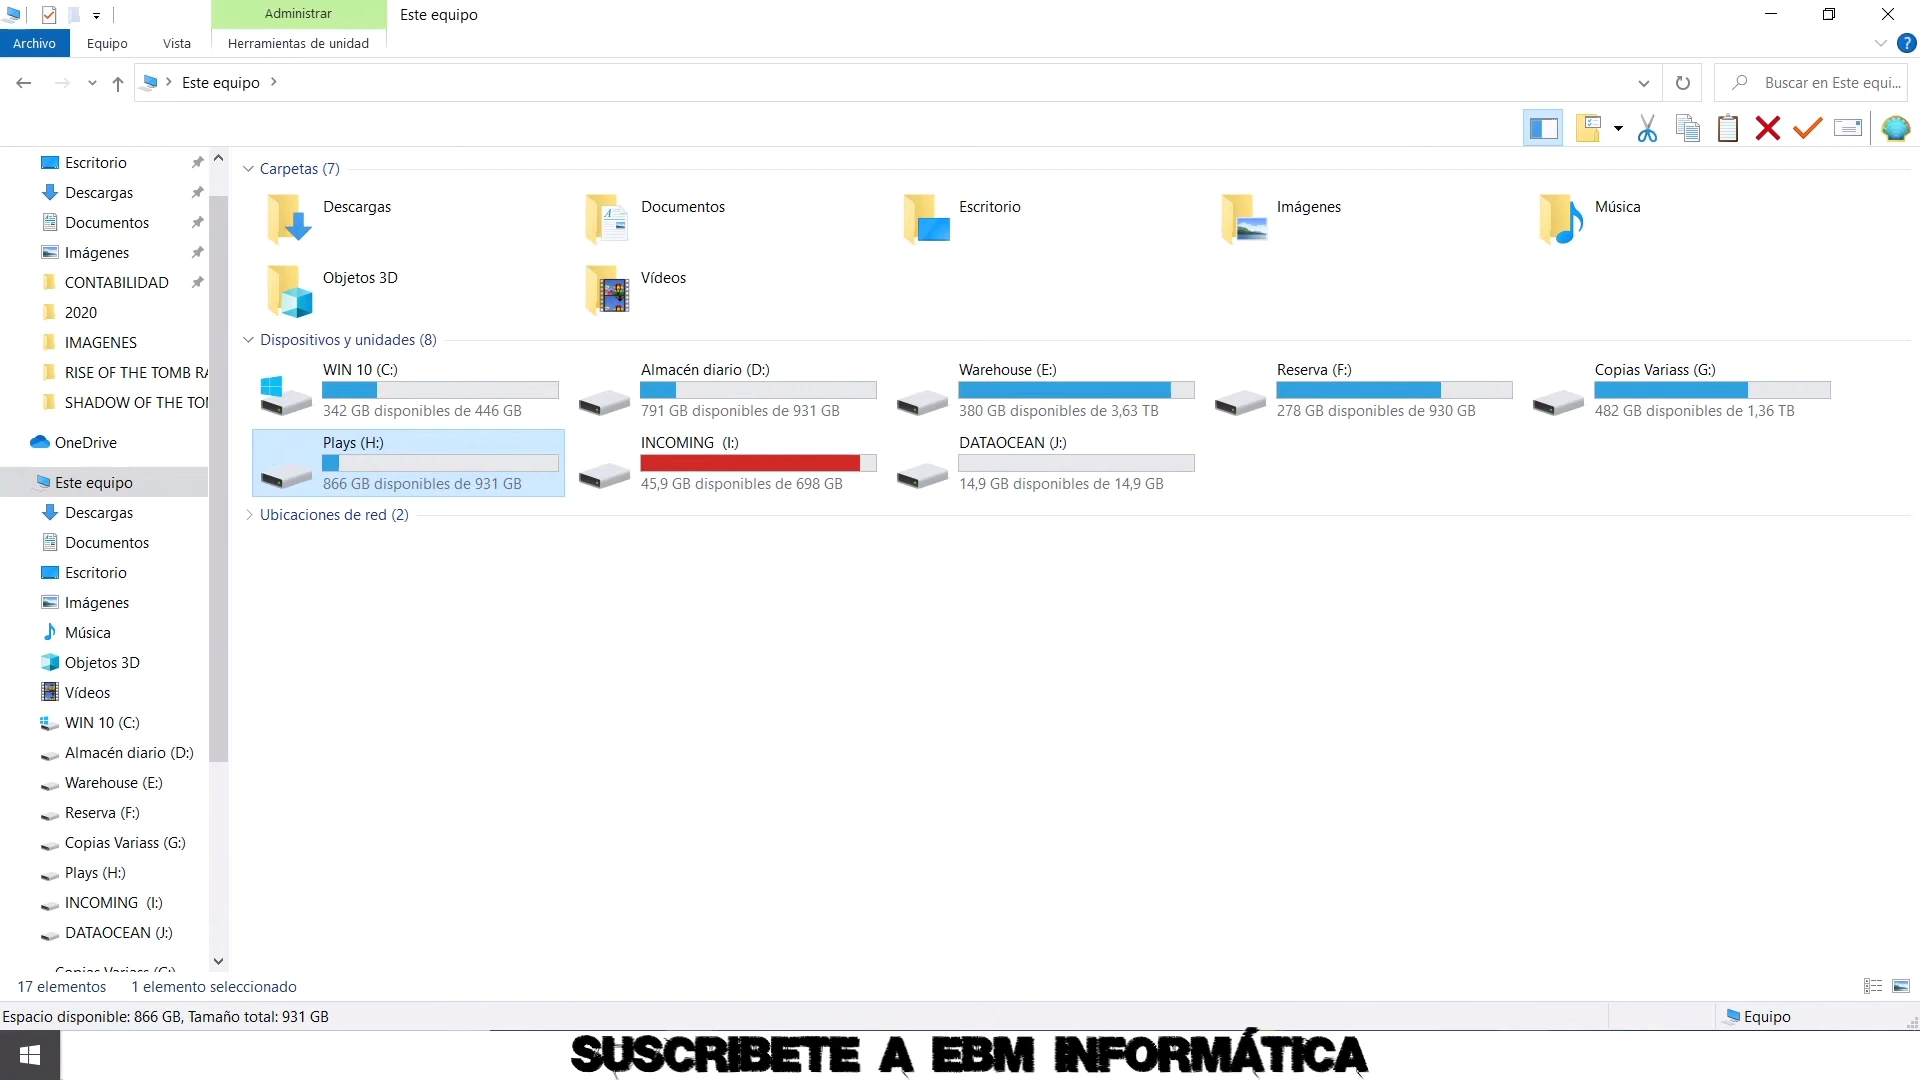 Administrar
Este equipo
Archivo
Equipo
Vista
Herramientas de unidad
?
Este equipo
Buscar en Este equi...
Escritorio
Descargas
Documentos
Imágenes
CONTABILIDAD
2020
IMAGENES
RISE OF THE TOMB RA
SHADOW OF THE TOM
OneDrive
Este equipo
Descargas
Documentos
Escritorio
Imágenes
Música
Objetos 3D
Vídeos
WIN 10 (C:)
Almacén diario (D:)
Warehouse (E:)
Reserva (F:)
Copias Variass (G:)
Plays (H:)
INCOMING (I:)
DATAOCEAN (J:)
Copias Variass (G:)
Carpetas (7)
Descargas
Documentos
Escritorio
Imágenes
Música
Objetos 3D
Vídeos
Dispositivos y unidades (8)
WIN 10 (C:)
342 GB disponibles de 446 GB
Almacén diario (D:)
791 GB disponibles de 931 GB
Warehouse (E:)
380 GB disponibles de 3,63 TB
Reserva (F:)
278 GB disponibles de 930 GB
Copias Variass (G:)
482 GB disponibles de 1,36 TB
Plays (H:)
866 GB disponibles de 931 GB
INCOMING (I:)
45,9 GB disponibles de 698 GB
DATAOCEAN (J:)
14,9 GB disponibles de 14,9 GB
Ubicaciones de red (2)
17 elementos
1 elemento seleccionado
Espacio disponible: 866 GB, Tamaño total: 931 GB
Equipo
SUSCRIBETE A EBM INFORMÁTICA